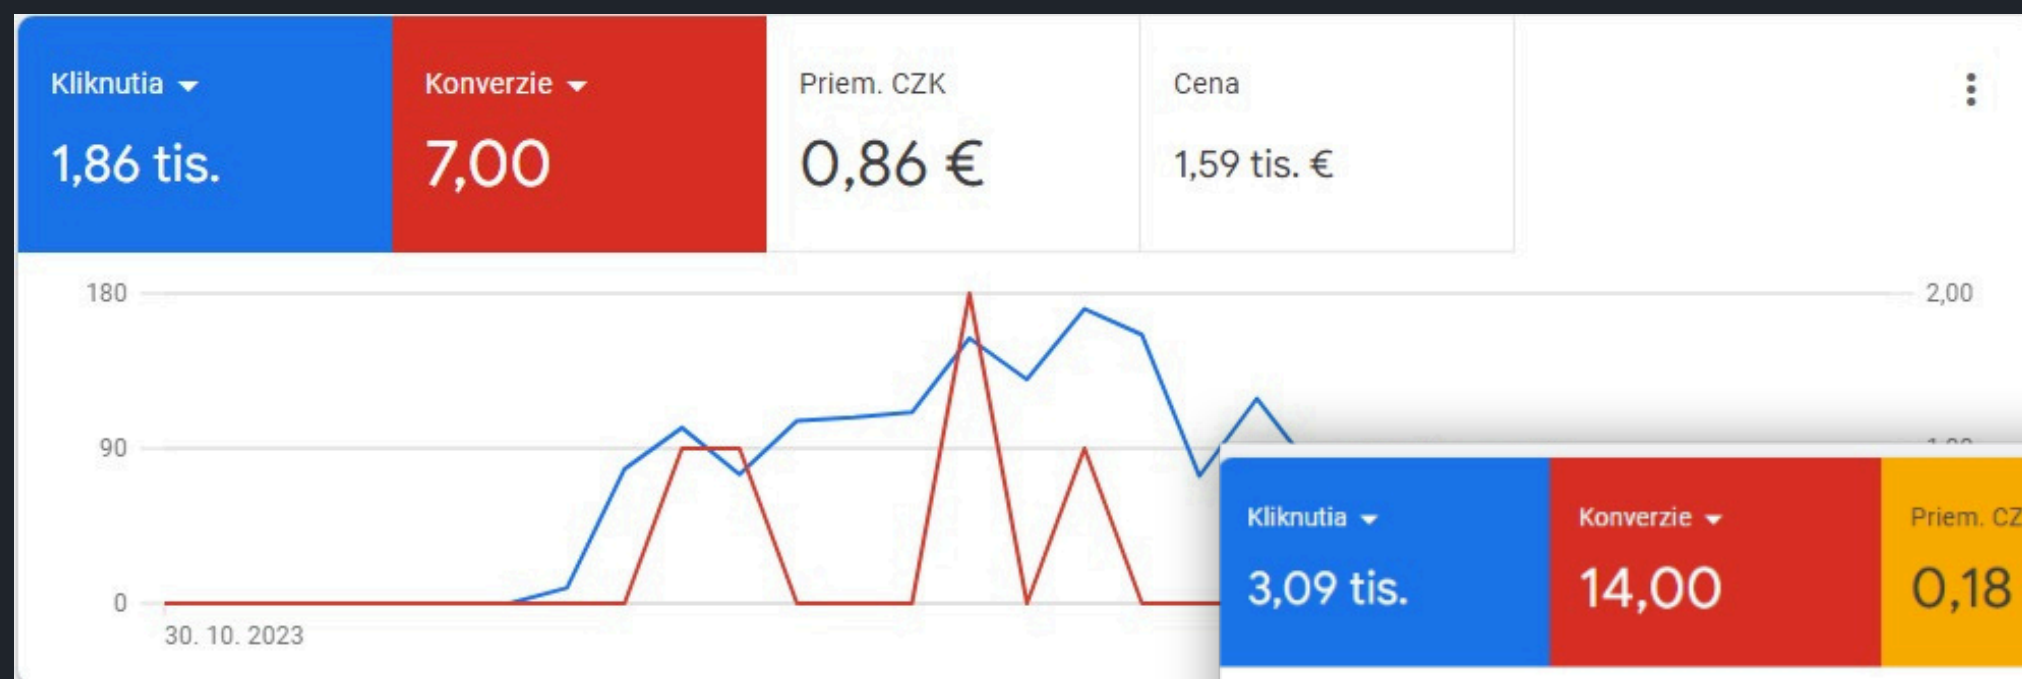 Kliknutia
Konverzie
Priem. CZK
Cena
1,86 tis.
7,00
0,86 €
1,59 tis. €
180
2,00
90
0
30. 10. 2023
Kliknutia
Konverzie
Priem.
3,09 tis.
14,00
0,18